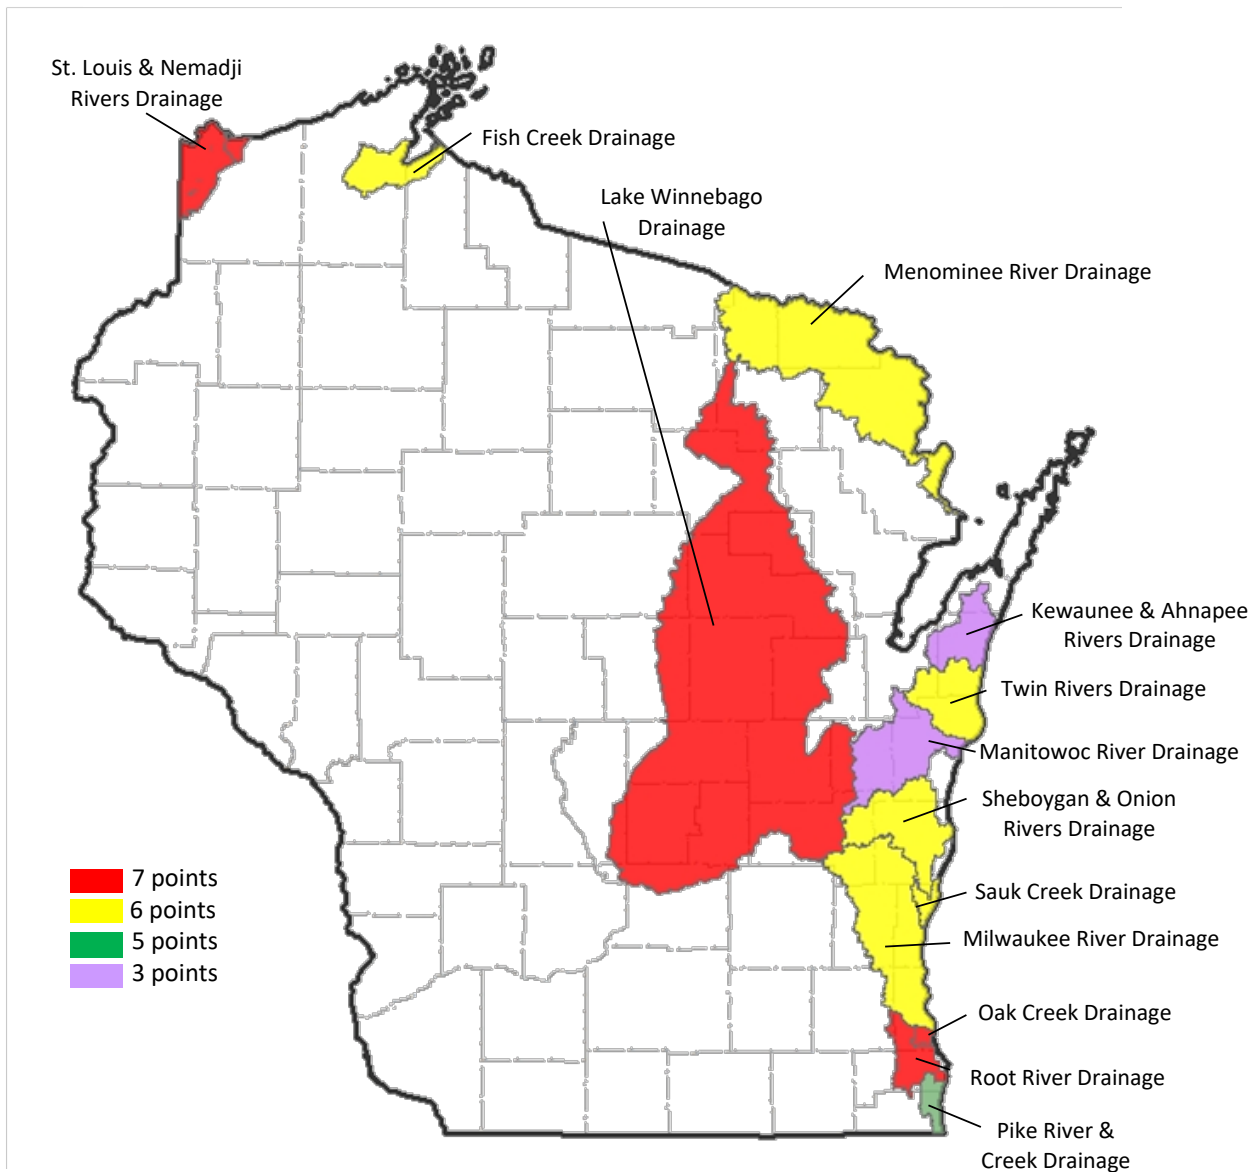 St. Louis & Nemadji
Rivers Drainage
Fish Creek Drainage
Lake Winnebago
Drainage
Menominee River Drainage
Kewaunee & Ahnapee
Rivers Drainage
Twin Rivers Drainage
Manitowoc River Drainage
Sheboygan & Onion
Rivers Drainage
7 points
6 points
5 points
3 points
Sauk Creek Drainage
Milwaukee River Drainage
Oak Creek Drainage
Root River Drainage
Pike River &
Creek Drainage